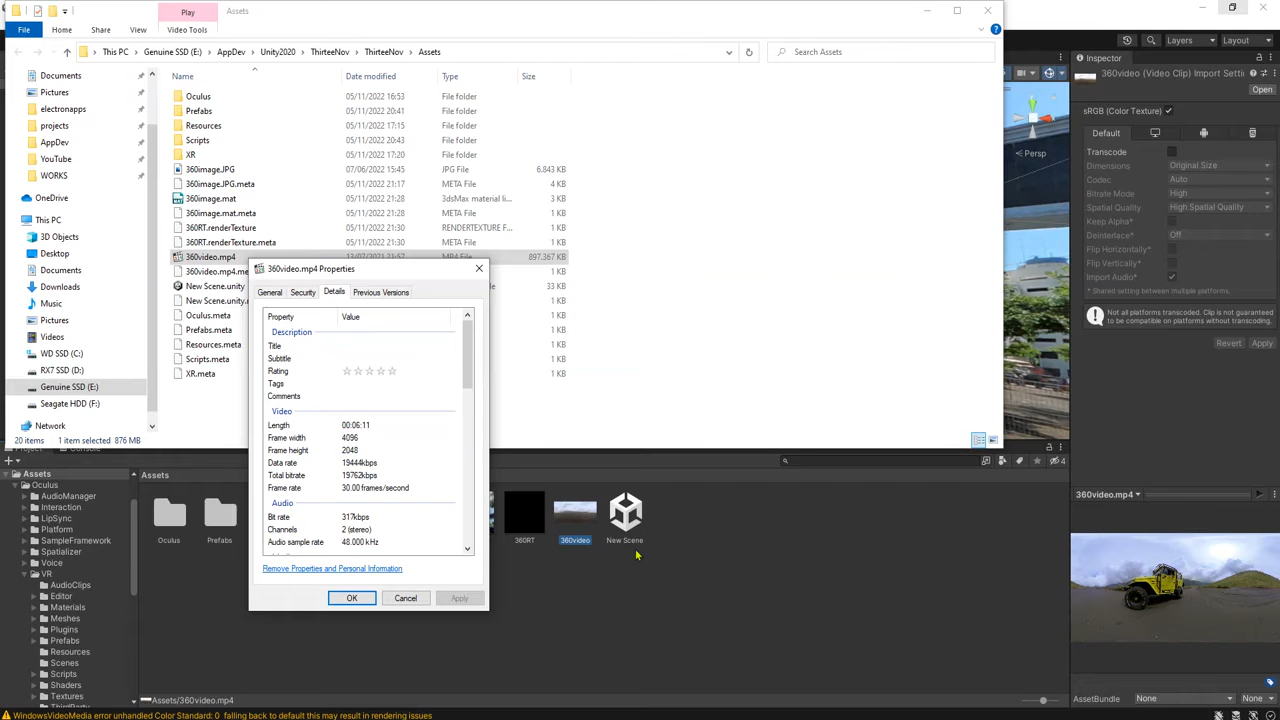 Play
Assets
File
Home
Share
View
Video Tools
This PC > Genuine SSD (E:) > AppDev > Unity2020 > ThirteeNov > ThirteeNov > Assets
Search Assets
Layers
Layout
Inspector
360video (Video Clip) Import Setti
Open
sRGB (Color Texture)
Default
Transcode
Dimensions Original Size
Codec Auto
Bitrate Mode High
Spatial Quality High Spatial Quality
Keep Alpha*
Deinterlace* Off
Flip Horizontally*
Flip Vertically*
Import Audio*
* Shared setting between multiple platforms.
Not all platforms transcoded. Clip is not guaranteed
to be compatible on platforms without transcoding.
Revert
Apply
Persp
Documents
Pictures
electronapps
projects
AppDev
YouTube
WORKS
OneDrive
This PC
3D Objects
Desktop
Documents
Downloads
Music
Pictures
Videos
WD SSD (C:)
RX7 SSD (D:)
Genuine SSD (E:)
Seagate HDD (F:)
Network
Name Date modified Type Size
Oculus 05/11/2022 16:53 File folder
Prefabs 05/11/2022 20:41 File folder
Resources 05/11/2022 17:15 File folder
Scripts 05/11/2022 20:43 File folder
XR 05/11/2022 17:20 File folder
360image.JPG 07/06/2022 15:45 JPG File 6.843 KB
360image.JPG.meta 05/11/2022 21:17 META File 4 KB
360image.mat 05/11/2022 21:28 3dsMax material li... 3 KB
360image.mat.meta 05/11/2022 21:28 META File 1 KB
360RT.renderTexture 05/11/2022 21:30 RENDERTEXTURE F... 1 KB
360RT.renderTexture.meta 05/11/2022 21:30 META File 1 KB
360video.mp4 13/07/2021 21:57 MP4 File 897.367 KB
360video.mp4.me 1 KB
New Scene.unity 33 KB
New Scene.unity. 1 KB
Oculus.meta 1 KB
Prefabs.meta 1 KB
Resources.meta 1 KB
Scripts.meta 1 KB
XR.meta 1 KB
20 items 1 item selected 876 MB
360video.mp4 Properties
General
Security
Details
Previous Versions
Property Value
Description
Title
Subtitle
Rating
Tags
Comments
Video
Length 00:06:11
Frame width 4096
Frame height 2048
Data rate 19444kbps
Total bitrate 19762kbps
Frame rate 30.00 frames/second
Audio
Bit rate 317kbps
Channels 2 (stereo)
Audio sample rate 48.000 kHz
Remove Properties and Personal Information
OK
Cancel
Apply
Project
Console
4
Assets
Oculus
AudioManager
Interaction
LipSync
Platform
SampleFramework
Spatializer
Voice
VR
AudioClips
Editor
Materials
Meshes
Plugins
Prefabs
Resources
Scenes
Scripts
Shaders
Textures
ThirdParty
Assets
Oculus
Prefabs
360RT
360video
New Scene
Assets/360video.mp4
360video.mp4
AssetBundle None None
WindowsVideoMedia error unhandled Color Standard: 0 falling back to default this may result in rendering issues